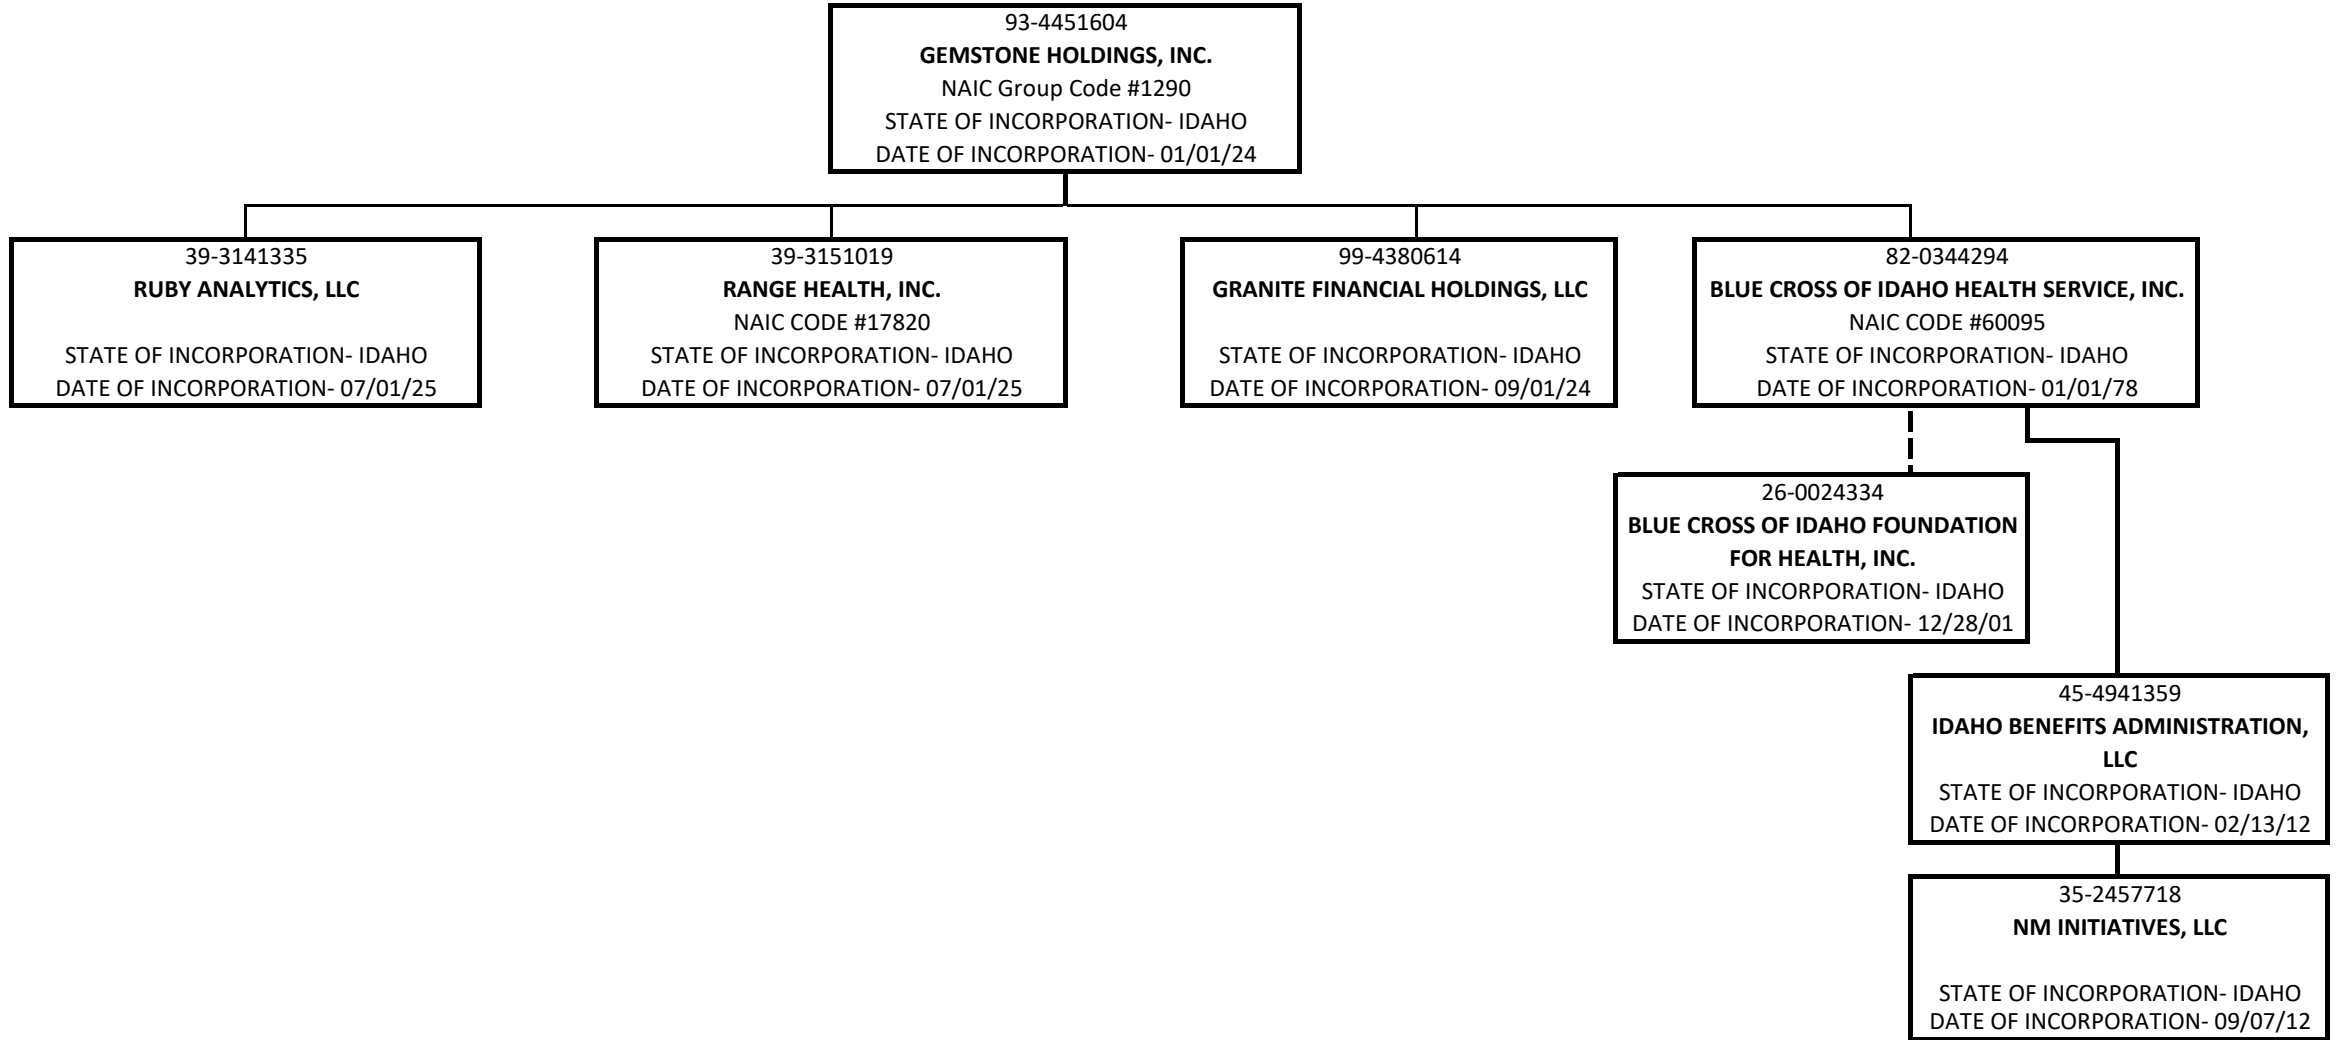 93-4451604
GEMSTONE HOLDINGS, INC.
NAIC Group Code #1290
STATE OF INCORPORATION- IDAHO
DATE OF INCORPORATION- 01/01/24
39-3141335
RUBY ANALYTICS, LLC
STATE OF INCORPORATION- IDAHO
DATE OF INCORPORATION- 07/01/25
39-3151019
RANGE HEALTH, INC.
NAIC CODE #17820
STATE OF INCORPORATION- IDAHO
DATE OF INCORPORATION- 07/01/25
99-4380614
GRANITE FINANCIAL HOLDINGS, LLC
STATE OF INCORPORATION- IDAHO
DATE OF INCORPORATION- 09/01/24
82-0344294
BLUE CROSS OF IDAHO HEALTH SERVICE, INC.
NAIC CODE #60095
STATE OF INCORPORATION- IDAHO
DATE OF INCORPORATION- 01/01/78
26-0024334
BLUE CROSS OF IDAHO FOUNDATION
FOR HEALTH, INC.
STATE OF INCORPORATION- IDAHO
DATE OF INCORPORATION- 12/28/01
45-4941359
IDAHO BENEFITS ADMINISTRATION,
LLC
STATE OF INCORPORATION- IDAHO
DATE OF INCORPORATION- 02/13/12
35-2457718
NM INITIATIVES, LLC
STATE OF INCORPORATION- IDAHO
DATE OF INCORPORATION- 09/07/12